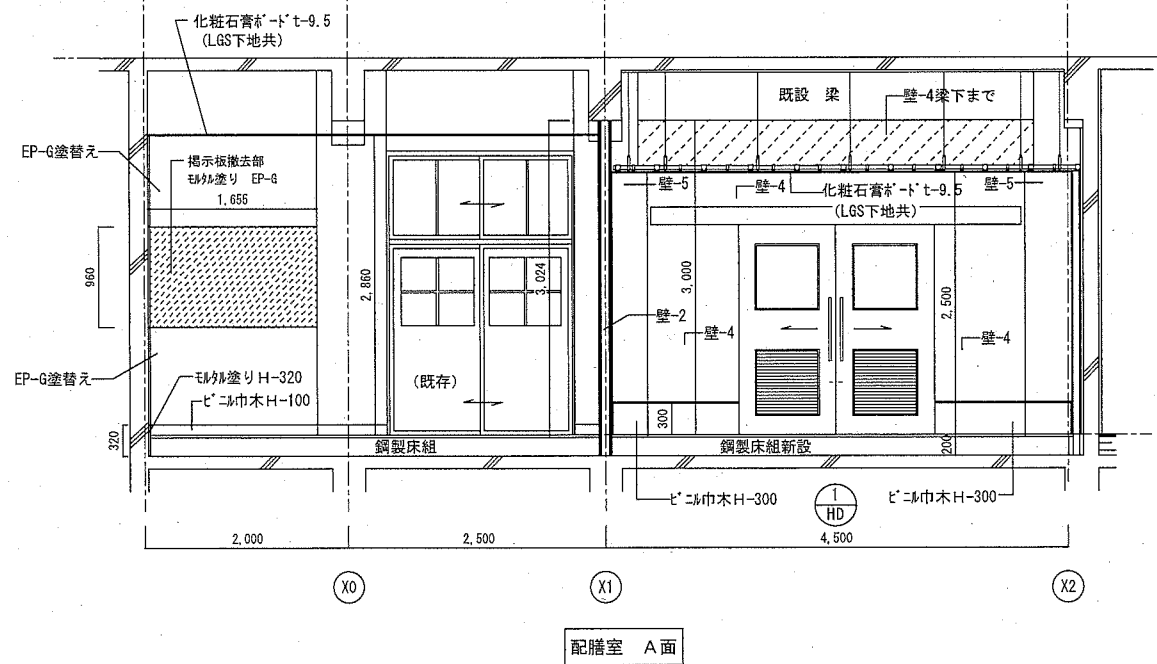 化粧石膏ﾎﾞｰﾄﾞt-9.5
(LGS下地共)
既設 梁
壁-4梁下まで
EP-G塗替え
掲示板撤去部
ﾓﾙﾀﾙ塗り EP-G
1,656
壁-5
壁-4
化粧石膏ﾎﾞｰﾄﾞt-9.5
(LGS下地共)
壁-5
960
2,860
3,024
3,000
2,500
壁-2
壁-4
壁-4
EP-G塗替え
(既存)
ﾓﾙﾀﾙ塗りH-320
ﾋﾞﾆﾙ巾木H-100
300
320
鋼製床組
鋼製床組新設
200
ﾋﾞﾆﾙ巾木H-300
1
HD
ﾋﾞﾆﾙ巾木H-300
2,000
2,500
4,500
X0
X1
X2
配膳室 A面